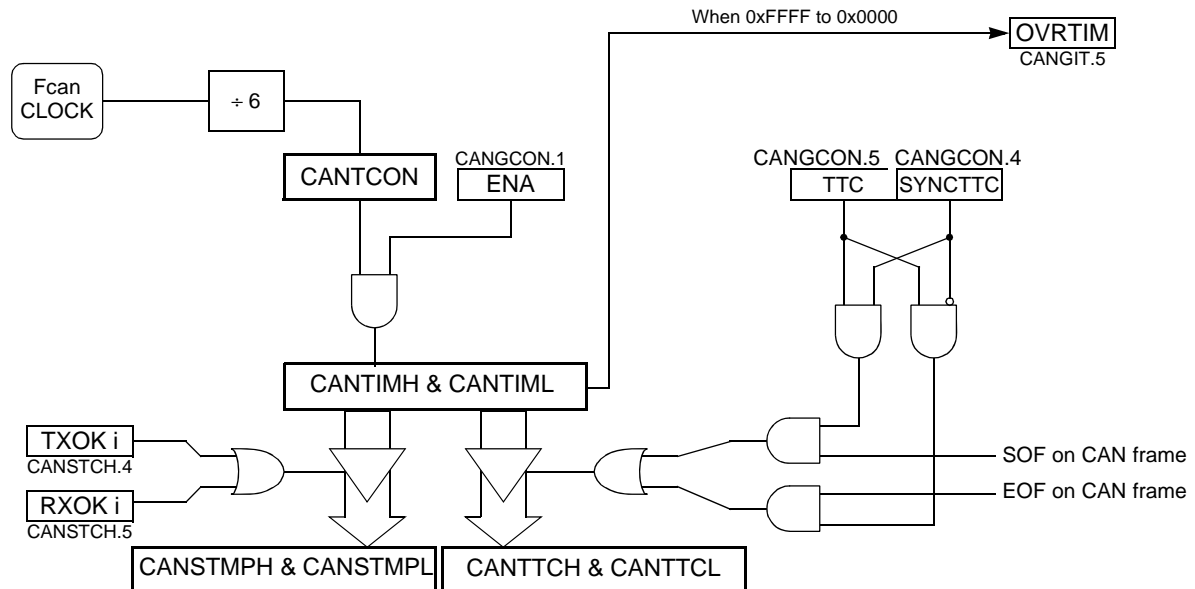 When 0xFFFF to 0x0000
OVRTIM
CANGIT.5
Fcan
CLOCK
÷ 6
CANTCON
CANGCON.1
ENA
CANGCON.5 CANGCON.4
TTC SYNCTTC
CANTIMH & CANTIML
TXOK i
CANSTCH.4
RXOK i
CANSTCH.5
SOF on CAN frame
EOF on CAN frame
CANSTMPH & CANSTMPL
CANTTCH & CANTTCL